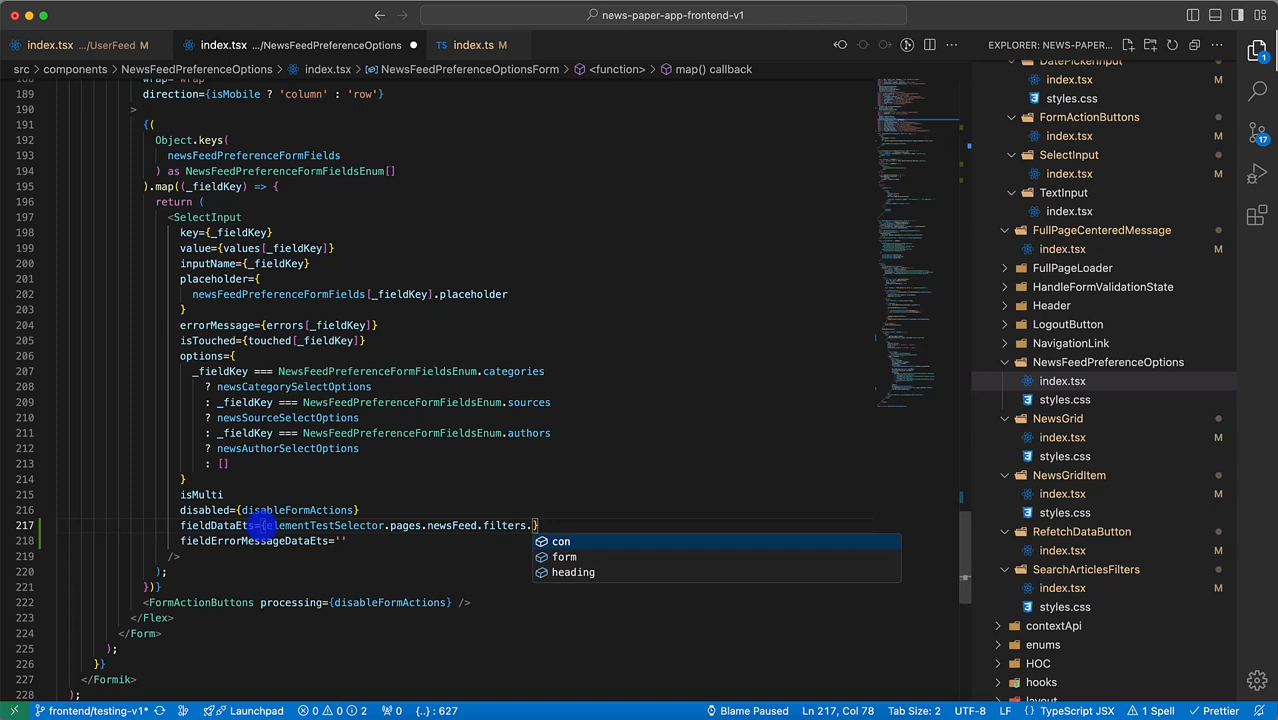 news-paper-app-frontend-v1
index.tsx .../UserFeed M
index.tsx .../NewsFeedPreferenceOptions
index.ts M
EXPLORER: NEWS-PAPER-...
src > components > NewsFeedPreferenceOptions > index.tsx > NewsFeedPreferenceOptionsForm > <function> > map() callback
189 direction={isMobile ? 'column' : 'row'}
190 >
191 {(
192 Object.keys(
193 newsFeedPreferenceFormFields
194 ) as NewsFeedPreferenceFormFieldsEnum[]
195 ).map((_fieldKey) => {
196 return (
197 <SelectInput
198 key={_fieldKey}
199 value={values[_fieldKey]}
200 inputName={_fieldKey}
201 placeholder={
202 newsFeedPreferenceFormFields[_fieldKey].placeholder
203 }
204 errorMessage={errors[_fieldKey]}
205 isTouched={touched[_fieldKey]}
206 options={
207 _fieldKey === NewsFeedPreferenceFormFieldsEnum.categories
208 ? newsCategorySelectOptions
209 : _fieldKey === NewsFeedPreferenceFormFieldsEnum.sources
210 ? newsSourceSelectOptions
211 : _fieldKey === NewsFeedPreferenceFormFieldsEnum.authors
212 ? newsAuthorSelectOptions
213 : []
214 }
215 isMulti
216 disabled={disableFormActions}
217 fieldDataEts={elementTestSelector.pages.newsFeed.filters.}
218 fieldErrorMessageDataEts=''
con
form
heading
219 />
220 );
221 })}
222 <FormActionButtons processing={disableFormActions} />
223 </Flex>
224 </Form>
225 );
226 }}
227 </Formik>
228 );
DatePickerInput
index.tsx M
styles.css
FormActionButtons
index.tsx M
SelectInput
index.tsx M
TextInput
index.tsx M
FullPageCenteredMessage
index.tsx M
FullPageLoader
HandleFormValidationState
Header
LogoutButton
NavigationLink
NewsFeedPreferenceOptions
index.tsx M
styles.css
NewsGrid
index.tsx M
styles.css
NewsGridItem
index.tsx M
styles.css
RefetchDataButton
index.tsx M
SearchArticlesFilters
index.tsx M
styles.css
contextApi
enums
HOC
hooks
layout
1
17
frontend/testing-v1* Launchpad 0 0 2 0 {..} : 627 Blame Paused Ln 217, Col 78 Tab Size: 2 UTF-8 LF {} TypeScript JSX 1 Spell Prettier